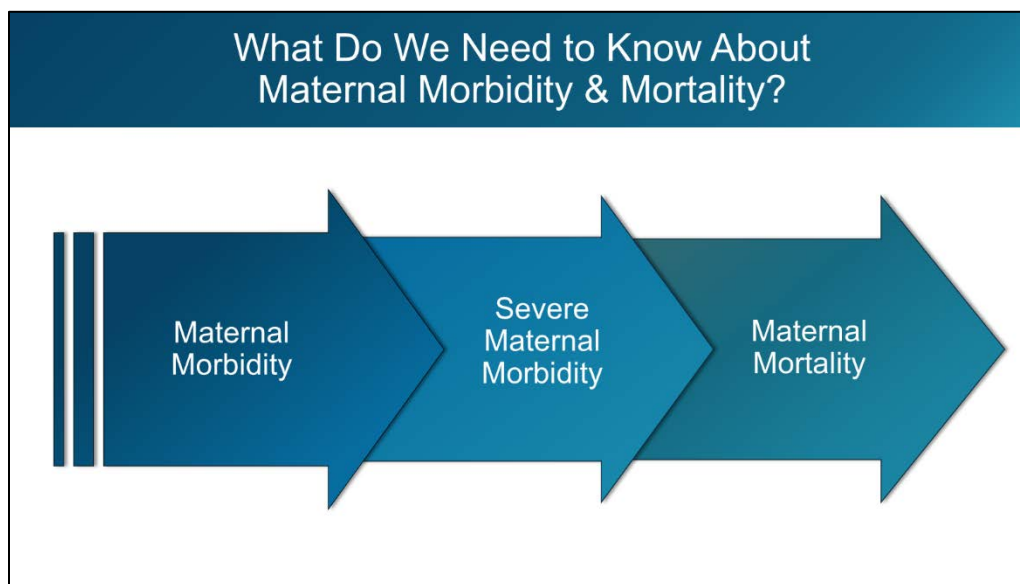 What Do We Need to Know About
Maternal Morbidity & Mortality?
Maternal
Morbidity
Severe
Maternal
Morbidity
Maternal
Mortality